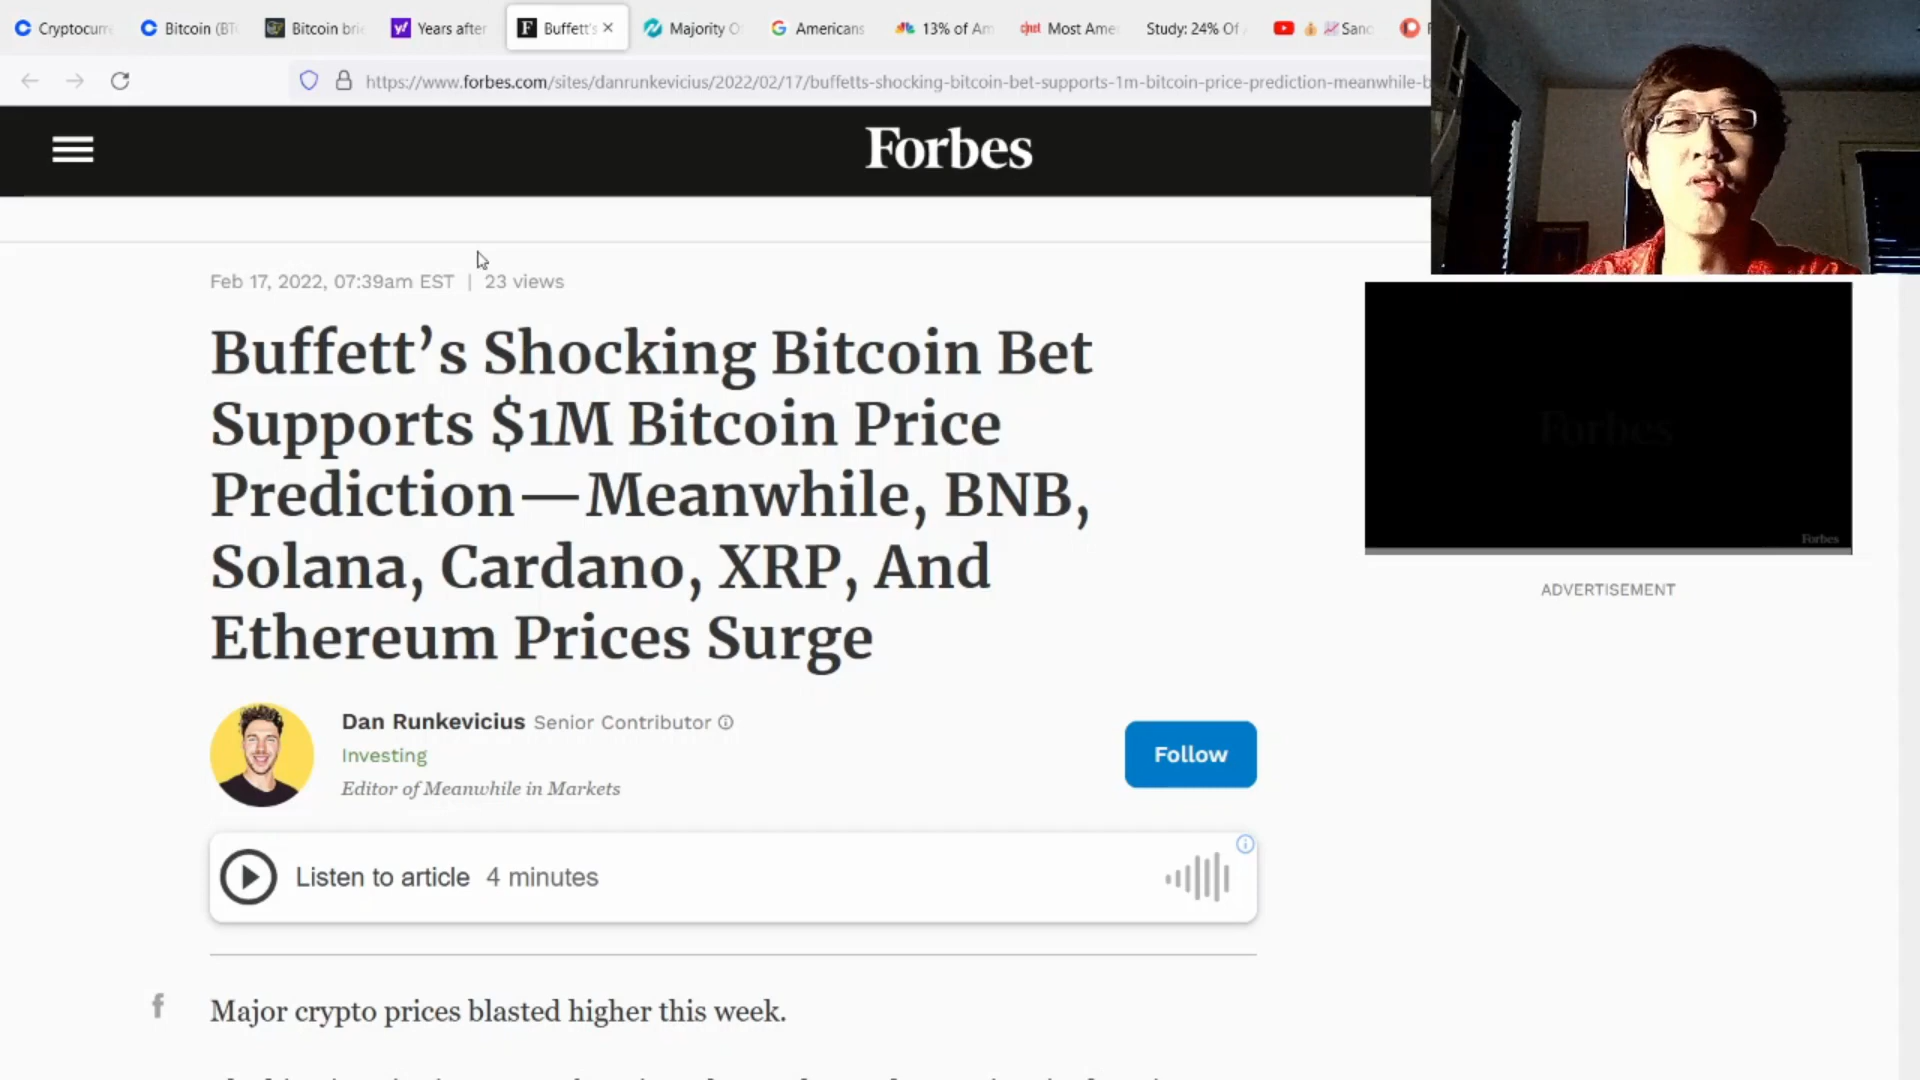 Cryptocurr
Bitcoin (BT
Bitcoin bri
Years after
Buffett's
Majority O
Americans
13% of Am
Most Ame
Study: 24% Of
Sanc
https://www.forbes.com/sites/danrunkevicius/2022/02/17/buffetts-shocking-bitcoin-bet-supports-1m-bitcoin-price-prediction-meanwhile-b
Forbes
Feb 17, 2022, 07:39am EST | 23 views
Buffett’s Shocking Bitcoin Bet
Supports $1M Bitcoin Price
Prediction—Meanwhile, BNB,
Solana, Cardano, XRP, And
Ethereum Prices Surge
Forbes
Forbes
ADVERTISEMENT
Dan Runkevicius Senior Contributor
Investing
Editor of Meanwhile in Markets
Follow
Listen to article 4 minutes
Major crypto prices blasted higher this week.